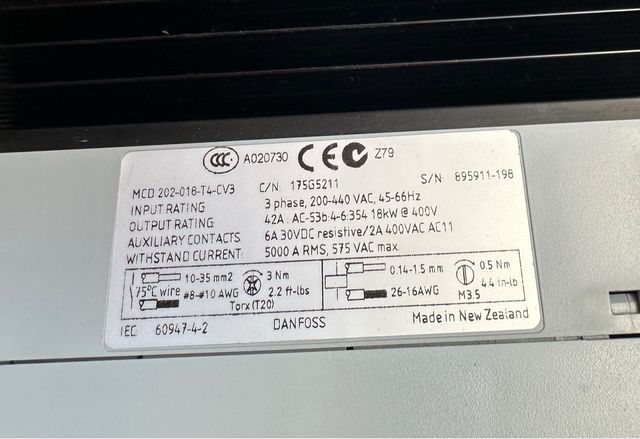 CCC A020730 CE C Z79
MCD 202-018-T4-CV3 C/N 175G5211 S/N 895911-198
INPUT RATING: 3 phase, 200-440 VAC, 45-66Hz
OUTPUT RATING: 42A : AC-53b:4-6:354 18kW @ 400V
AUXILIARY CONTACTS: 6A 30VDC resistive/2A 400VAC AC11
WITHSTAND CURRENT: 5000 A RMS, 575 VAC max.
75°C wire
10-35 mm2 3 Nm
#8-#10 AWG 2.2 ft-lbs
Torx(T20)
0.14-1.5 mm 0.5 Nm
26-16AWG 4.4 in-lb
M3.5
IEC 60947-4-2 DANFOSS Made in New Zealand